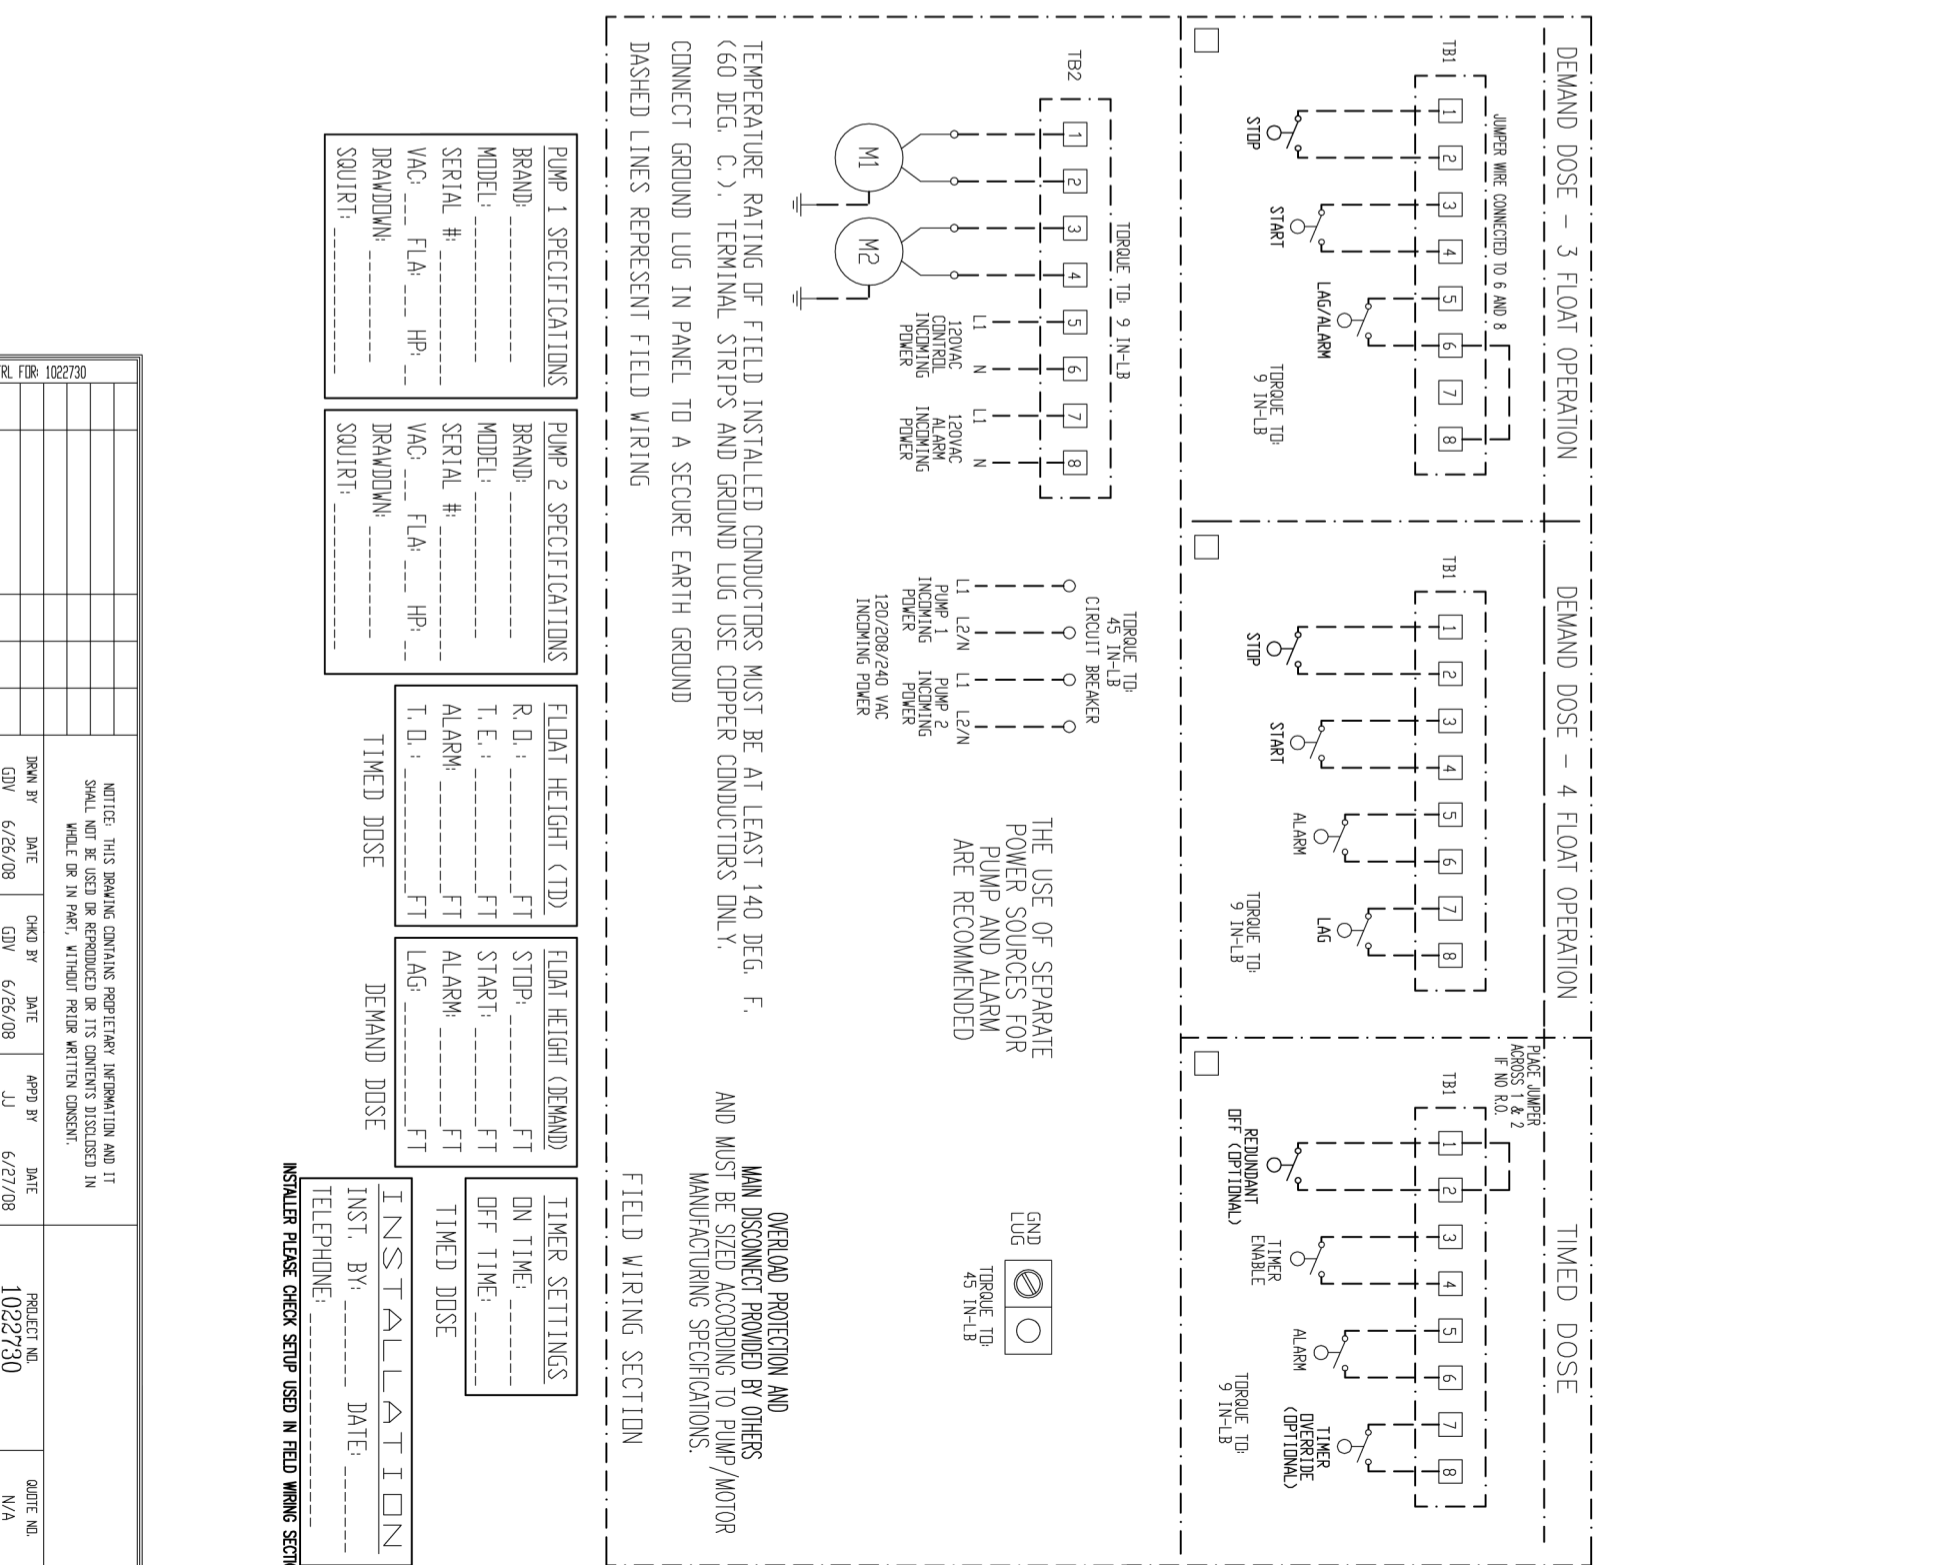 DEMAND DOSE - 3 FLOAT OPERATION
JUMPER WIRE CONNECTED TO 6 AND 8
TB1
1 2 3 4 5 6 7 8
STOP
START
LAG/ALARM
TORQUE TO:
9 IN-LB
DEMAND DOSE - 4 FLOAT OPERATION
TB1
1 2 3 4 5 6 7 8
STOP
START
ALARM
LAG
TORQUE TO:
9 IN-LB
TIMED DOSE
PLACE JUMPER
ACROSS 1 & 2
IF NO R.O.
TB1
1 2 3 4 5 6 7 8
REDUNDANT
OFF (OPTIONAL)
TIMER
ENABLE
ALARM
TIMER
OVERRIDE
(OPTIONAL)
TORQUE TO:
9 IN-LB
TORQUE TO: 9 IN-LB
TB2
1 2 3 4 5 6 7 8
M1
M2
L1 N
120VAC
CONTROL
INCOMING
POWER
L1 N
120VAC
ALARM
INCOMING
POWER
TORQUE TO:
45 IN-LB
CIRCUIT BREAKER
L1 L2/N L1 L2/N
PUMP 1
INCOMING
POWER
PUMP 2
INCOMING
POWER
120/208/240 VAC
INCOMING POWER
THE USE OF SEPARATE
POWER SOURCES FOR
PUMP AND ALARM
ARE RECOMMENDED
GND
LUG
TORQUE TO:
45 IN-LB
TEMPERATURE RATING OF FIELD INSTALLED CONDUCTORS MUST BE AT LEAST 140 DEG. F.
(60 DEG. C.). TERMINAL STRIPS AND GROUND LUG USE COPPER CONDUCTORS ONLY.
CONNECT GROUND LUG IN PANEL TO A SECURE EARTH GROUND
DASHED LINES REPRESENT FIELD WIRING
OVERLOAD PROTECTION AND
MAIN DISCONNECT PROVIDED BY OTHERS
AND MUST BE SIZED ACCORDING TO PUMP/MOTOR
MANUFACTURING SPECIFICATIONS.
FIELD WIRING SECTION
PUMP 1 SPECIFICATIONS
BRAND:
MODEL:
SERIAL #:
VAC: ___ FLA: ___ HP: __
DRAWDOWN:
SQUIRT:
PUMP 2 SPECIFICATIONS
BRAND:
MODEL:
SERIAL #:
VAC: ___ FLA: ___ HP: __
DRAWDOWN:
SQUIRT:
FLOAT HEIGHT (TD)
R.O.: ________FT
T.E.: ________FT
ALARM: ________FT
T.O.: ________FT
TIMED DOSE
FLOAT HEIGHT (DEMAND)
STOP: ________FT
START: ________FT
ALARM: ________FT
LAG: ________FT
DEMAND DOSE
TIMER SETTINGS
ON TIME:
OFF TIME:
TIMED DOSE
INSTALLATION
INST. BY: ______ DATE: ______
TELEPHONE:
INSTALLER PLEASE CHECK SETUP USED IN FIELD WIRING
FOR: 1022730
NOTICE: THIS DRAWING CONTAINS PROPIETARY INFORMATION AND IT
SHALL NOT BE USED OR REPRODUCED OR ITS CONTENTS DISCLOSED IN
WHOLE OR IN PART, WITHOUT PRIOR WRITTEN CONSENT.
DRWN BY DATE
GDV 6/26/08
CHKD BY DATE
GDV 6/26/08
APPD BY DATE
JJ 6/27/08
PROJECT NO.
1022730
QUOTE NO.
N/A